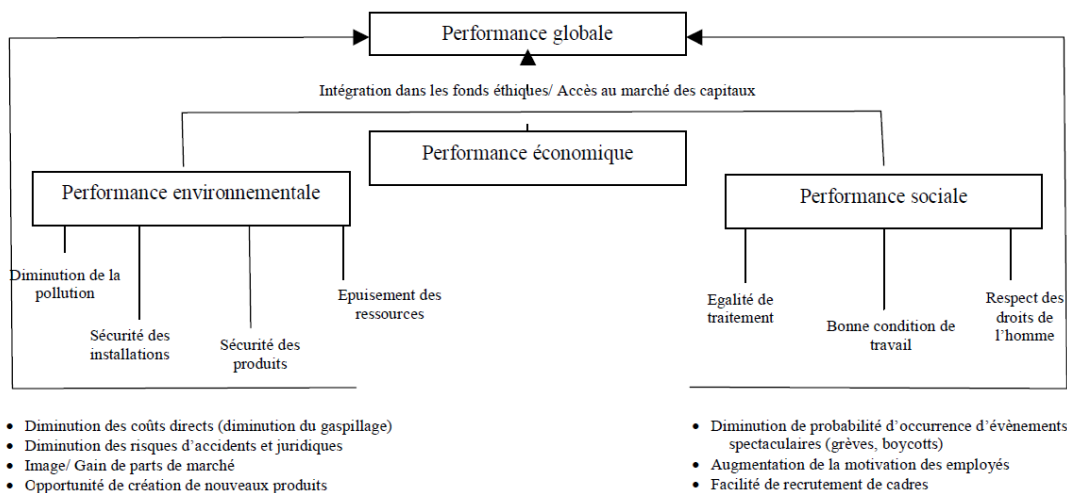 Performance globale
Intégration dans les fonds éthiques/ Accès au marché des capitaux
Performance économique
Performance environnementale
Performance sociale
Diminution de la
pollution
Sécurité des
installations
Sécurité des
produits
Epuisement des
ressources
Egalité de
traitement
Bonne condition de
travail
Respect des
droits de
l’homme
• Diminution des coûts directs (diminution du gaspillage)
• Diminution des risques d’accidents et juridiques
• Image/ Gain de parts de marché
• Opportunité de création de nouveaux produits
• Diminution de probabilité d’occurrence d’évènements
spectaculaires (grèves, boycotts)
• Augmentation de la motivation des employés
• Facilité de recrutement de cadres